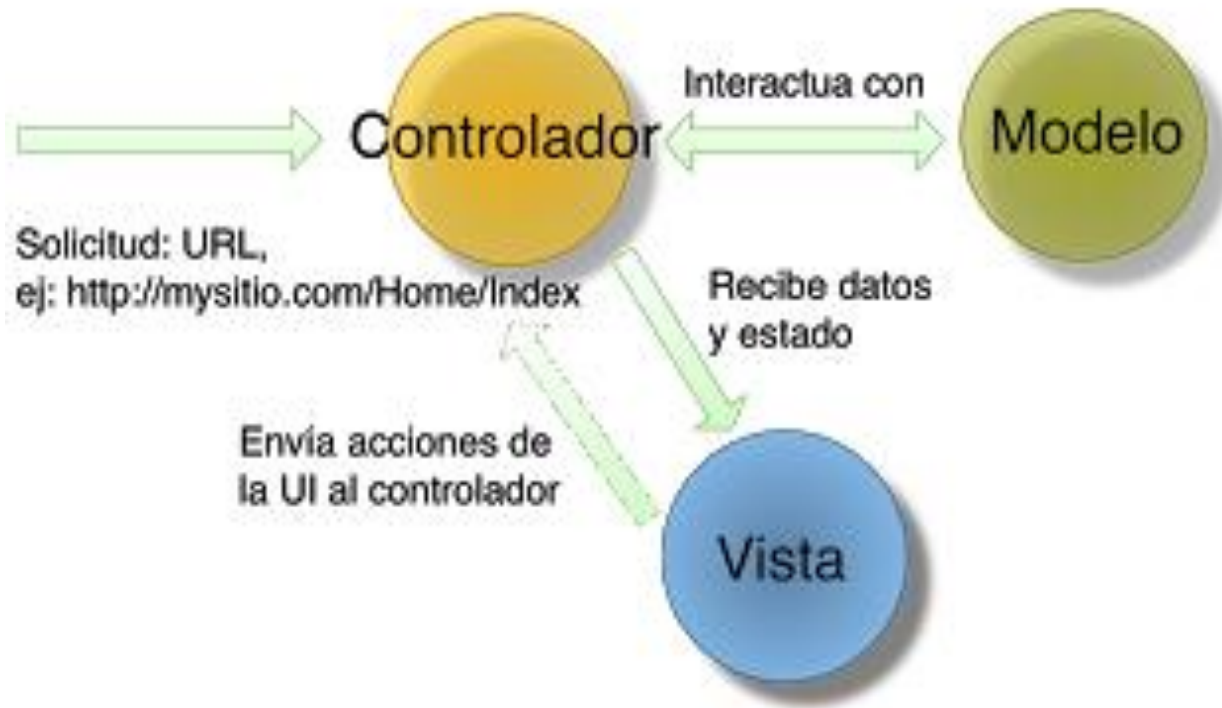 Interactua con
Controlador
Modelo
Solicitud: URL,
ej: http://mysitio.com/Home/Index
Recibe datos
y estado
Envía acciones de
la UI al controlador
Vista